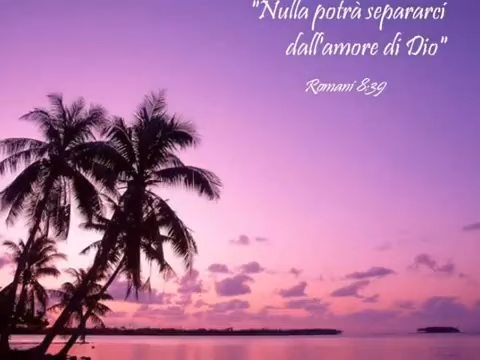 "Nulla potrà separarci
dall'amore di Dio"
Romani 8:39